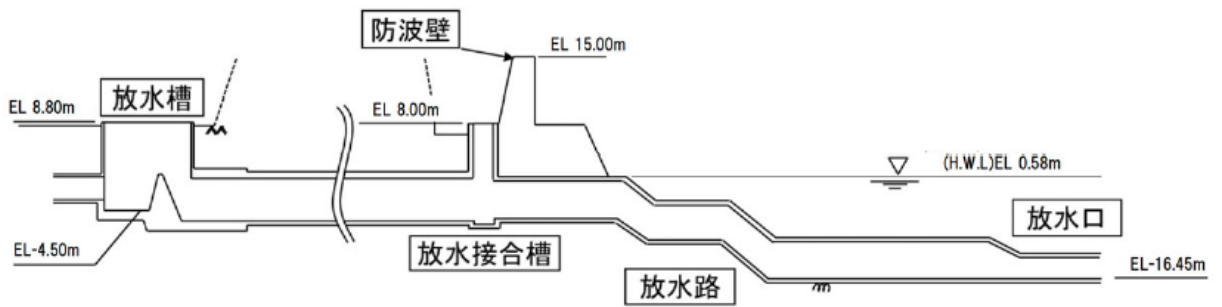 防波壁
EL 15.00m
放水槽
EL 8.80m
EL 8.00m
(H.W.L)EL 0.58m
放水口
放水接合槽
EL-4.50m
EL-16.45m
放水路